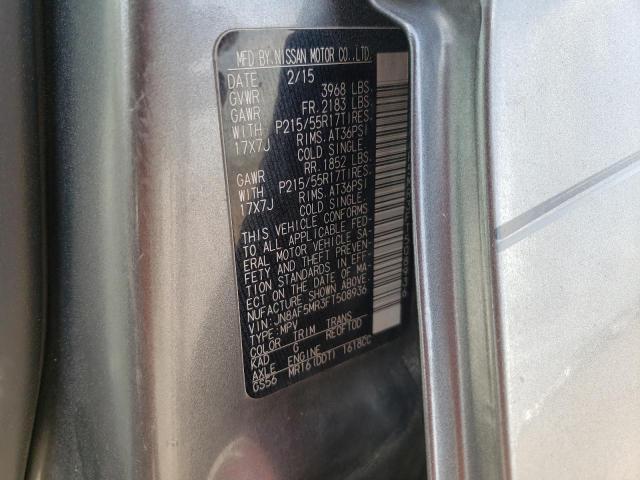 MFD BY NISSAN MOTOR CO.,LTD.
DATE 2/15
GVWR 3968 LBS.
GAWR FR.2183 LBS.
WITH P215/55R17TIRES.
17X7J RIMS.AT36PSI
COLD SINGLE.
GAWR RR.1852 LBS.
WITH P215/55R17TIRES.
17X7J RIMS.AT36PSI
COLD SINGLE.
THIS VEHICLE CONFORMS
TO ALL APPLICABLE FED-
ERAL MOTOR VEHICLE SA-
FETY AND THEFT PREVEN-
TION STANDARDS IN EFF-
ECT ON THE DATE OF MA-
NUFACTURE SHOWN ABOVE.
VIN:JN8AF5MR3FT508936
TYPE:MPV
COLOR TRIM TRANS
KAD G RE0F10D
AXLE ENGINE
GS56 MR16(DDT) 1618CC